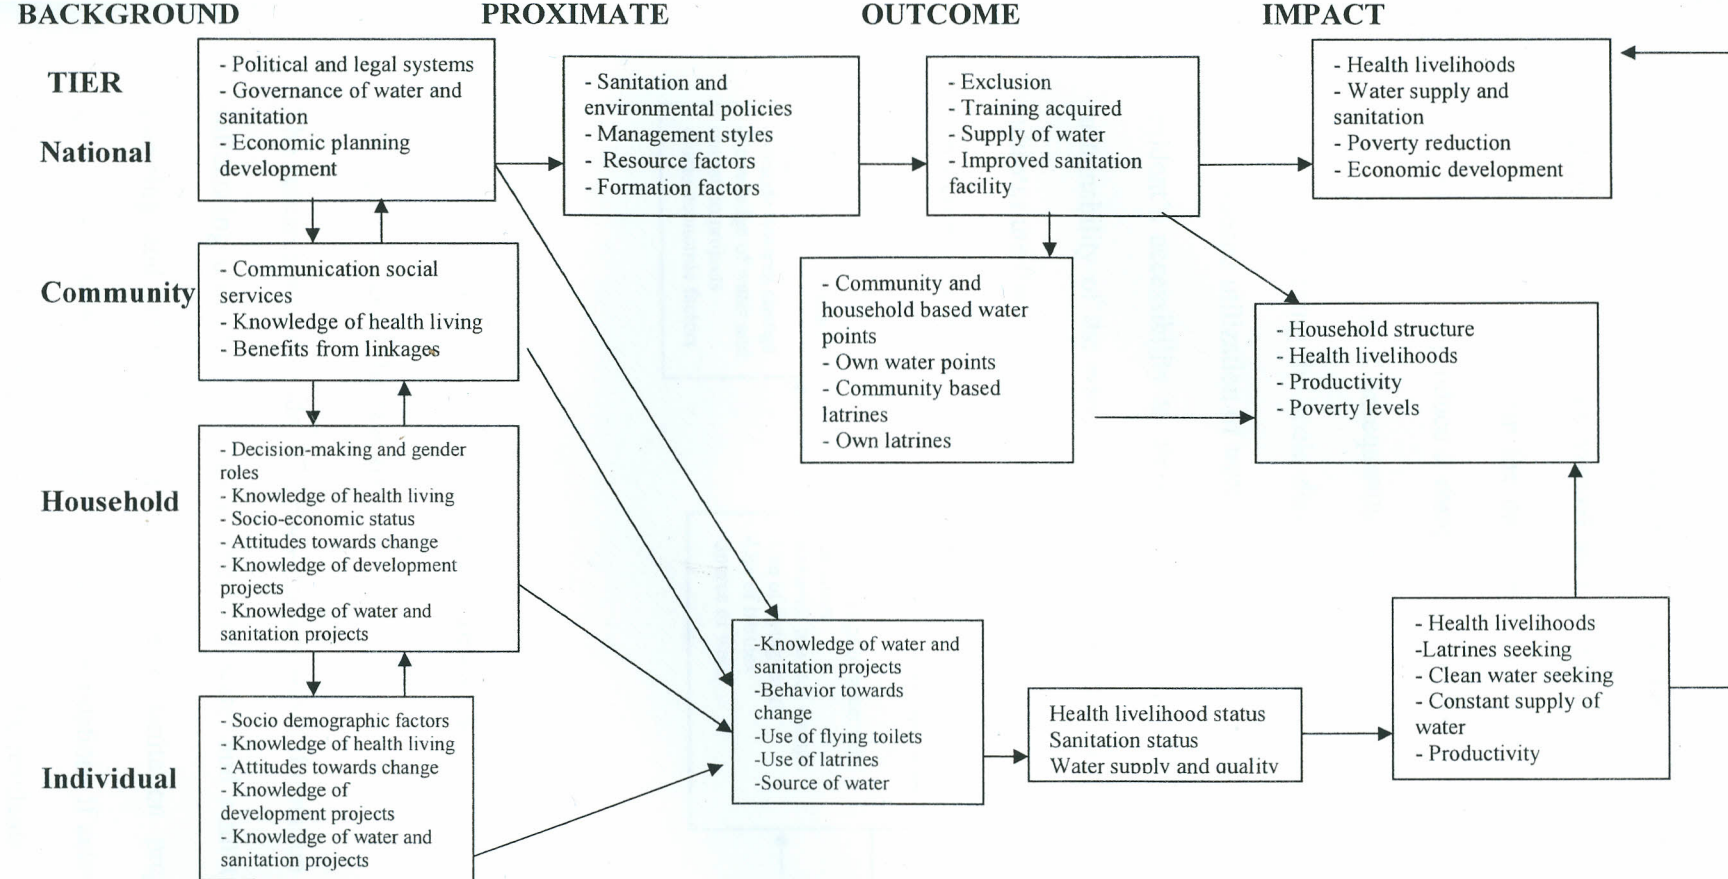 BACKGROUND PROXIMATE OUTCOME IMPACT
TIER
National
- Political and legal systems
- Governance of water and
sanitation
- Economic planning
development
- Sanitation and
environmental policies
- Management styles
- Resource factors
- Formation factors
- Exclusion
- Training acquired
- Supply of water
- Improved sanitation
facility
- Health livelihoods
- Water supply and
sanitation
- Poverty reduction
- Economic development
Community
- Communication social
services
- Knowledge of health living
- Benefits from linkages
- Community and
household based water
points
- Own water points
- Community based
latrines
- Own latrines
- Household structure
- Health livelihoods
- Productivity
- Poverty levels
Household
- Decision-making and gender
roles
- Knowledge of health living
- Socio-economic status
- Attitudes towards change
- Knowledge of development
projects
- Knowledge of water and
sanitation projects
Individual
- Socio demographic factors
- Knowledge of health living
- Attitudes towards change
- Knowledge of
development projects
- Knowledge of water and
sanitation projects
-Knowledge of water and
sanitation projects
-Behavior towards
change
-Use of flying toilets
-Use of latrines
-Source of water
Health livelihood status
Sanitation status
Water supply and quality
- Health livelihoods
-Latrines seeking
- Clean water seeking
- Constant supply of
water
- Productivity